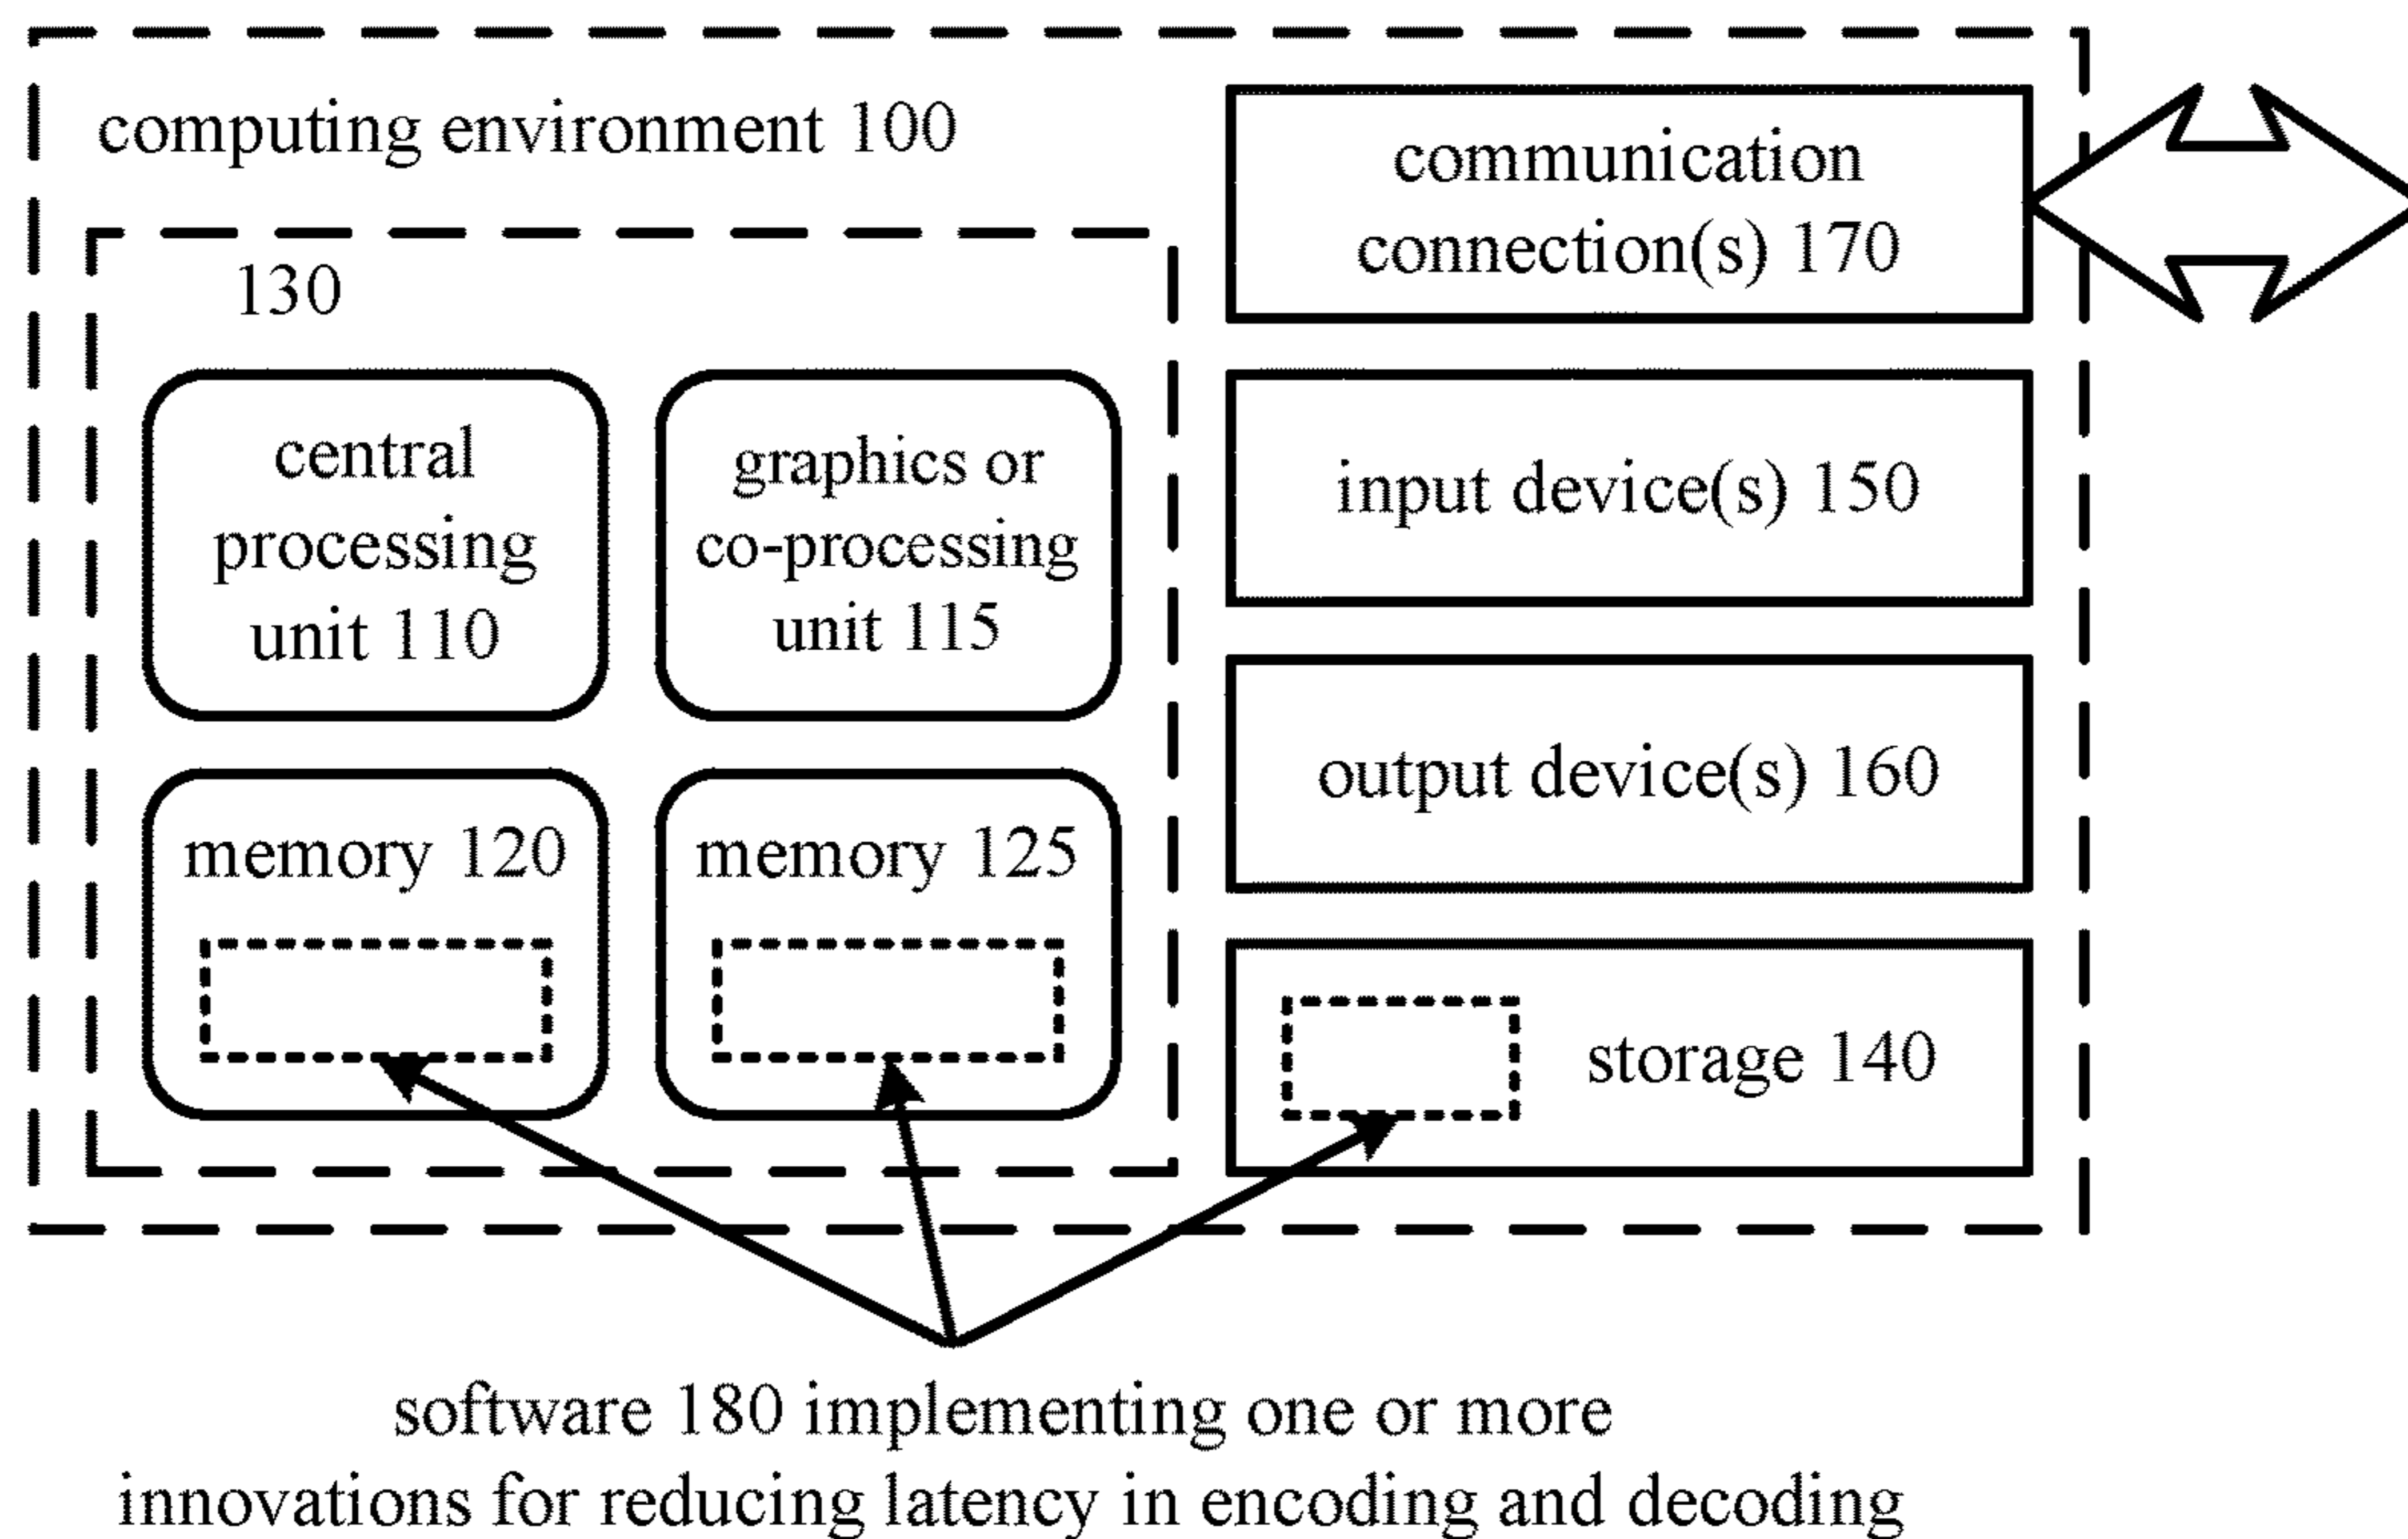 computing environment 100
130
central
processing
unit 110
graphics or
co-processing
unit 115
memory 120
memory 125
communication
connection(s) 170
input device(s) 150
output device(s) 160
storage 140
software 180 implementing one or more
innovations for reducing latency in encoding and decoding